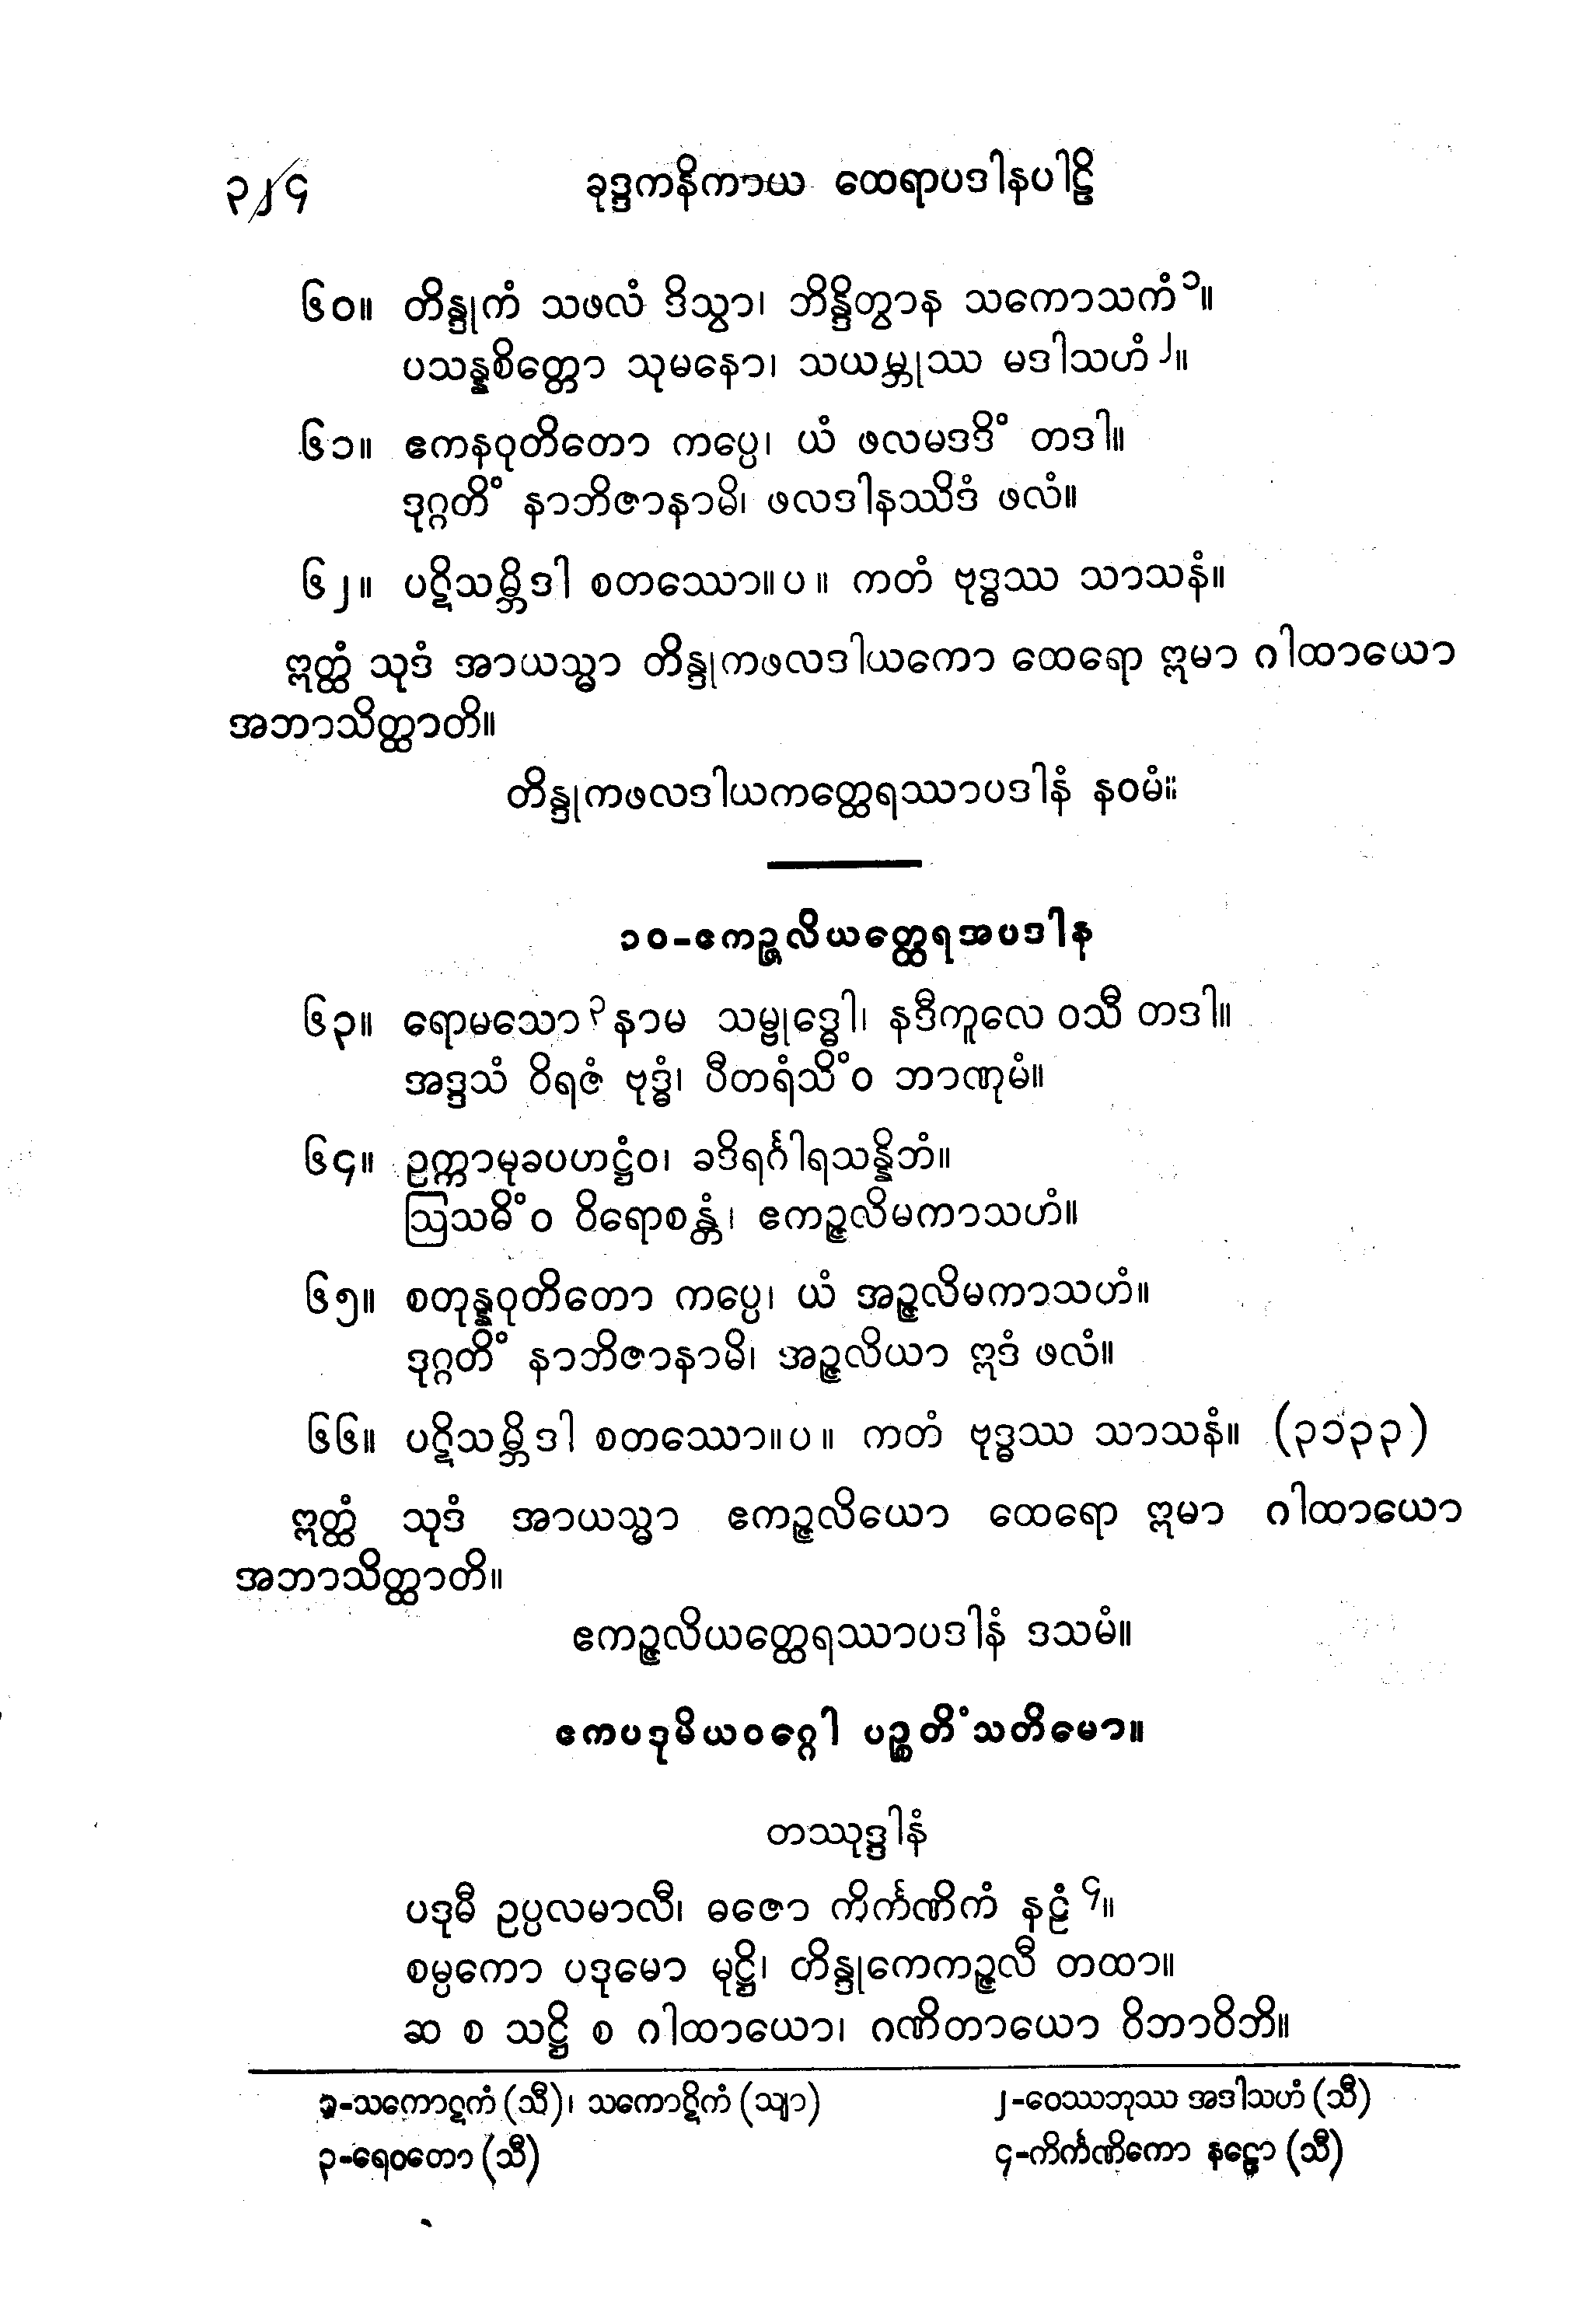 ၃၂၄ ခုဒ္ဒကနိကာယ ထေရာပဒါနပါဠိ
၆၀။ တိန္ဒုကံ သဖလံ ဒိသွာ၊ ဘိန္ဒိတွာန သကောသကံ ၁။
ပသန္နစိတ္တော သုမနော၊ သယမ္ဘုဿ မဒါသဟံ ၂။
၆၁။ ဧကနဝုတိတော ကပ္ပေ၊ ယံ ဖလမဒဒိံ တဒါ။
ဒုဂ္ဂတိံ နာဘိဇာနာမိ၊ ဖလဒါနဿိဒံ ဖလံ။
၆၂။ ပဋိသမ္ဘိဒါ စတဿော။ပ။ ကတံ ဗုဒ္ဓဿ သာသနံ။
ဣတ္ထံ သုဒံ အာယသ္မာ တိန္ဒုကဖလဒါယကော ထေရော ဣမာ ဂါထာယော
အဘာသိတ္ထာတိ။
တိန္ဒုကဖလဒါယကတ္ထေရဿာပဒါနံ နဝမံ။
၁၀-ဧကဉ္ဇလိယတ္ထေရအပဒါန
၆၃။ ရောမသော ၃ နာမ သမ္ဗုဒ္ဓေါ၊ နဒီကူလေ ဝသီ တဒါ။
အဒ္ဒသံ ဝိရဇံ ဗုဒ္ဓံ၊ ပီတရံသိံဝ ဘာဏုမံ။
၆၄။ ဥက္ကာမုခပဟဋ္ဌံဝ၊ ခဒိရင်္ဂါရသန္နိဘံ။
ဩသဓိံဝ ဝိရောစန္တံ၊ ဧကဉ္ဇလိမကာသဟံ။
၆၅။ စတုန္နဝုတိတော ကပ္ပေ၊ ယံ အဉ္ဇလိမကာသဟံ။
ဒုဂ္ဂတိံ နာဘိဇာနာမိ၊ အဉ္ဇလိယာ ဣဒံ ဖလံ။
၆၆။ ပဋိသမ္ဘိဒါ စတဿော။ပ။ ကတံ ဗုဒ္ဓဿ သာသနံ။ (၃၁၃၃)
ဣတ္ထံ သုဒံ အာယသ္မာ ဧကဉ္ဇလိယော ထေရော ဣမာ ဂါထာယော
အဘာသိတ္ထာတိ။
ဧကဉ္ဇလိယတ္ထေရဿာပဒါနံ ဒသမံ။
ဧကပဒုမိယဝဂ္ဂေါ ပဉ္စတိံသတိမော။
တဿုဒ္ဒါနံ
ပဒုမီ ဥပ္ပလမာလီ၊ ဓဇော ကိင်္ကဏိကံ နဠံ ၄။
စမ္ပကော ပဒုမော မုဋ္ဌိ၊ တိန္ဒုကေကဉ္ဇလီ တထာ။
ဆ စ သဋ္ဌိ စ ဂါထာယော၊ ဂဏိတာယော ဝိဘာဝိဘိ။
၁-သကောဋကံ (သီ)၊ သကောဋိကံ (သျာ) ၂-ဝေဿဘုဿ အဒါသဟံ (သီ)
၃-ရေဝတော (သီ) ၄-ကိင်္ကဏိကော နဠော (သီ)